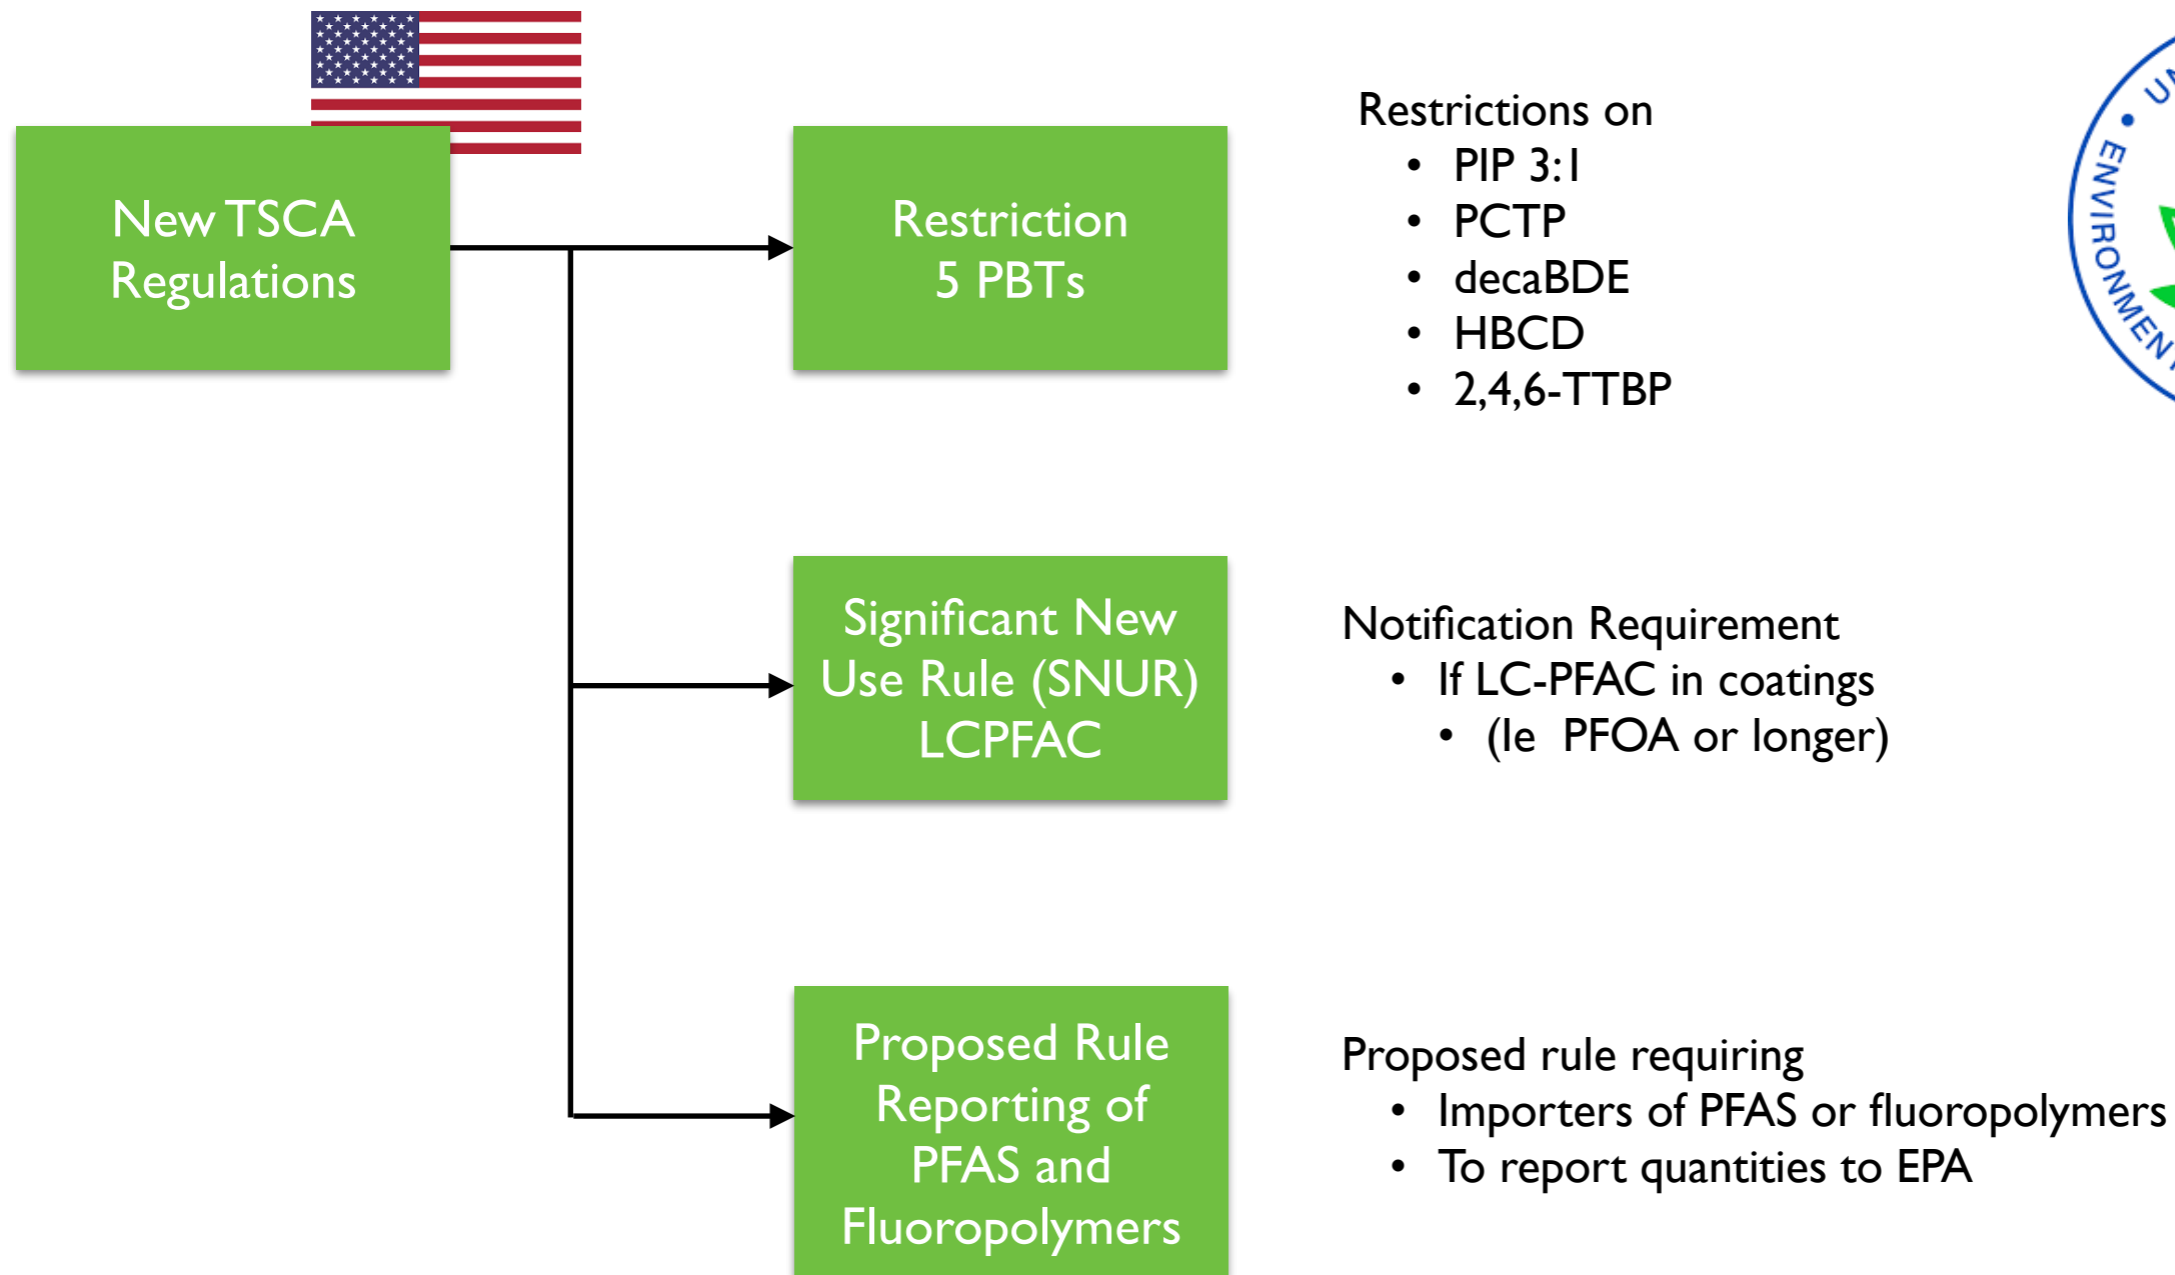 New TSCA
Regulations
Restriction
5 PBTs
Restrictions on
• PIP 3:1
• PCTP
• decaBDE
• HBCD
• 2,4,6-TTBP
Significant New
Use Rule (SNUR)
LCPFAC
Notification Requirement
• If LC-PFAC in coatings
• (Ie PFOA or longer)
Proposed Rule
Reporting of
PFAS and
Fluoropolymers
Proposed rule requiring
• Importers of PFAS or fluoropolymers
• To report quantities to EPA